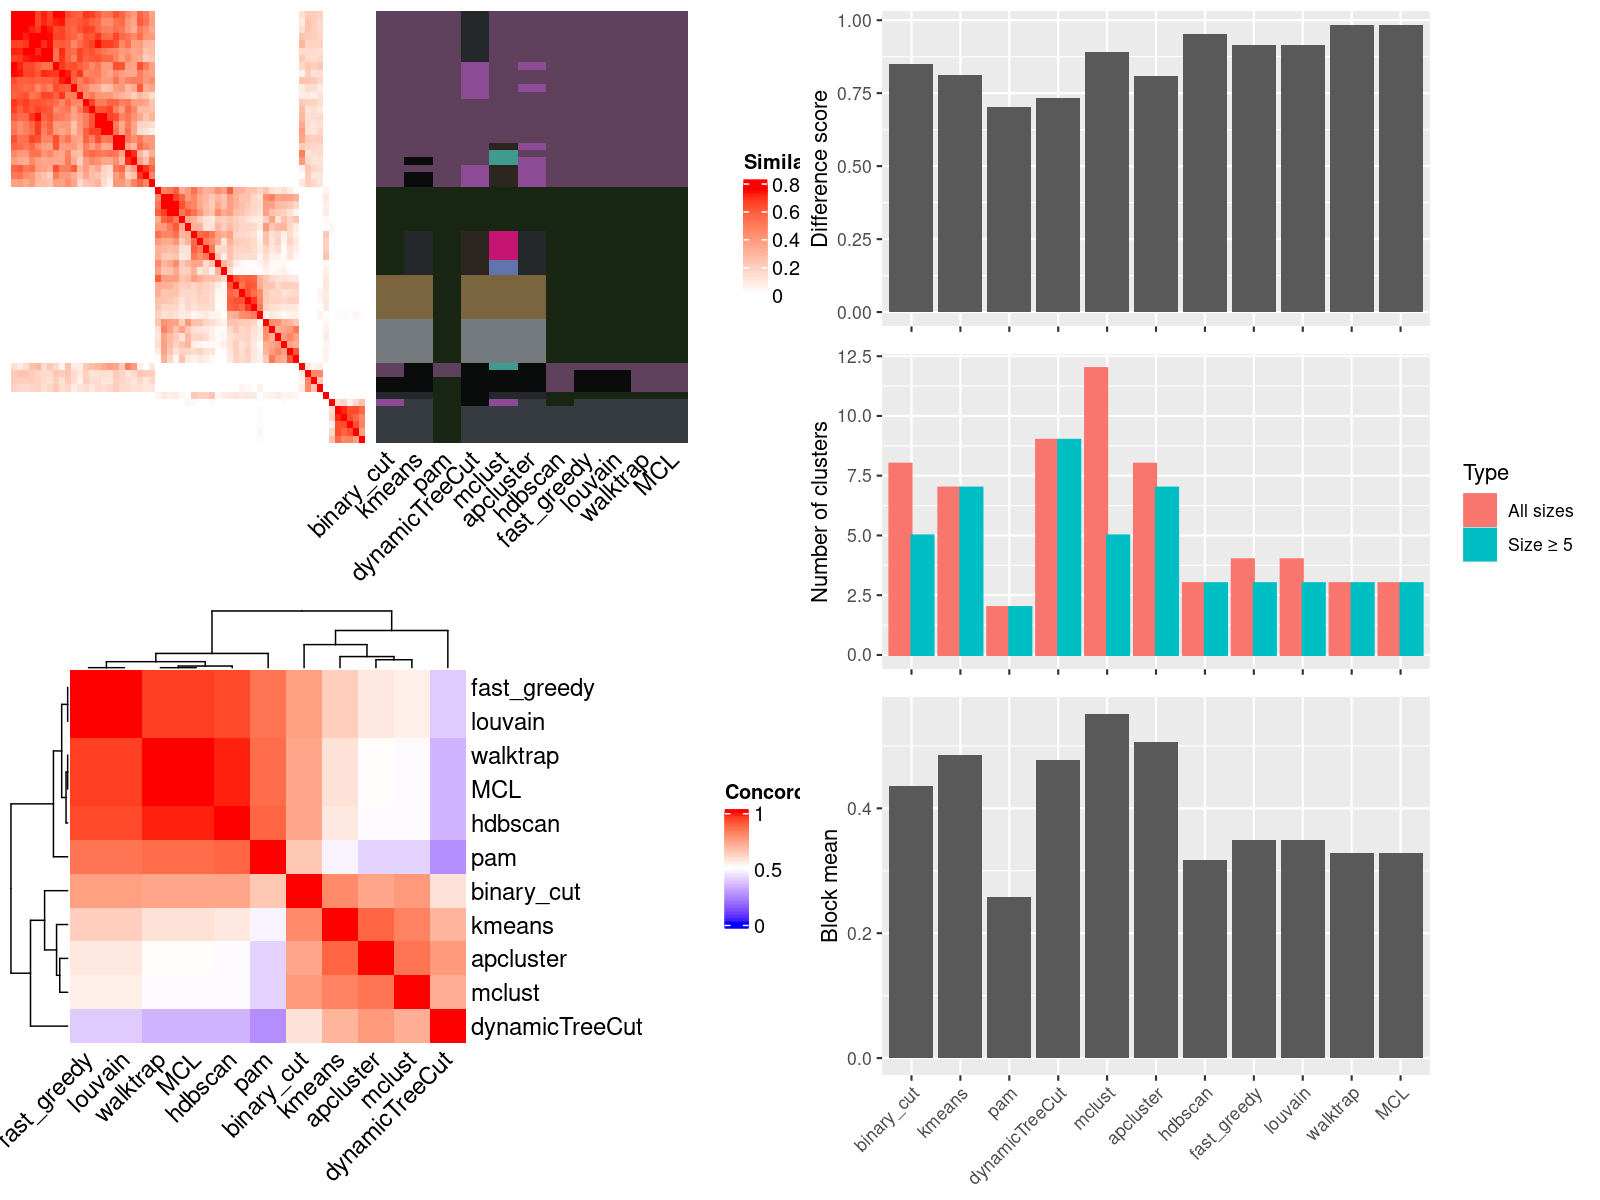 Simila
0.8
0.6
0.4
0.2
0
binary_cut
kmeans
pam
dynamicTreeCut
mclust
apcluster
hdbscan
fast_greedy
louvain
walktrap
MCL
fast_greedy
louvain
walktrap
MCL
hdbscan
pam
binary_cut
kmeans
apcluster
mclust
dynamicTreeCut
fast_greedy
louvain
walktrap
MCL
hdbscan
pam
binary_cut
kmeans
apcluster
mclust
dynamicTreeCut
Concord
1
0.5
0
Difference score
1.00
0.75
0.50
0.25
0.00
Number of clusters
12.5
10.0
7.5
5.0
2.5
0.0
Type
All sizes
Size ≥ 5
Block mean
0.4
0.2
0.0
binary_cut
kmeans
pam
dynamicTreeCut
mclust
apcluster
hdbscan
fast_greedy
louvain
walktrap
MCL